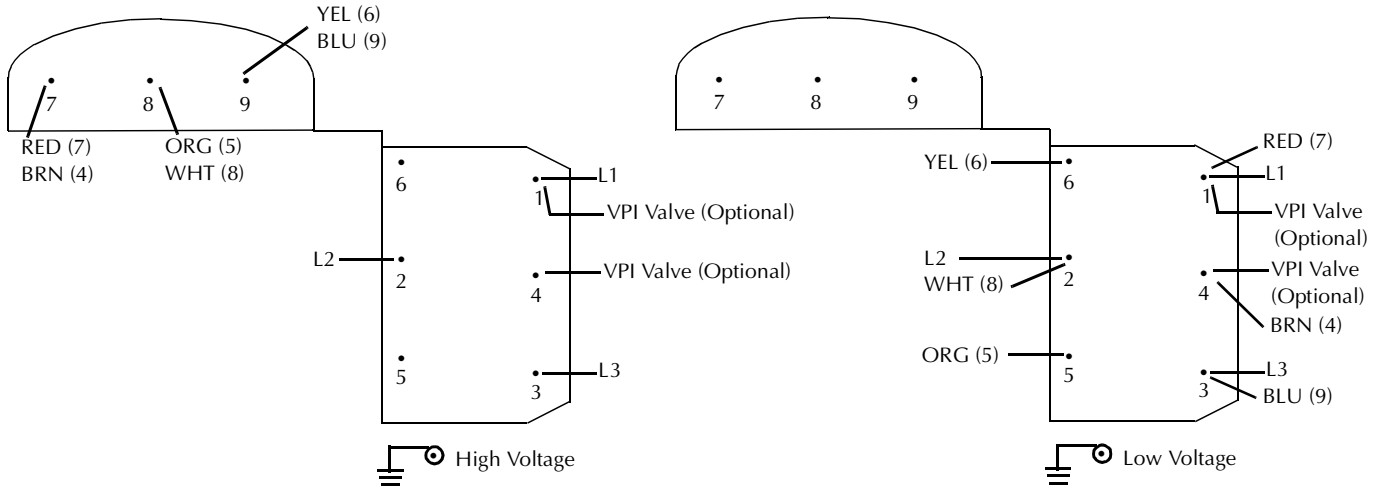 YEL (6)
BLU (9)
7
8
9
RED (7)
BRN (4)
ORG (5)
WHT (8)
6
L1
1
VPI Valve (Optional)
L2
2
VPI Valve (Optional)
4
5
L3
3
High Voltage
7
8
9
RED (7)
YEL (6)
6
L1
1
VPI Valve
(Optional)
L2
WHT (8)
2
VPI Valve
(Optional)
4
BRN (4)
ORG (5)
5
L3
3
BLU (9)
Low Voltage